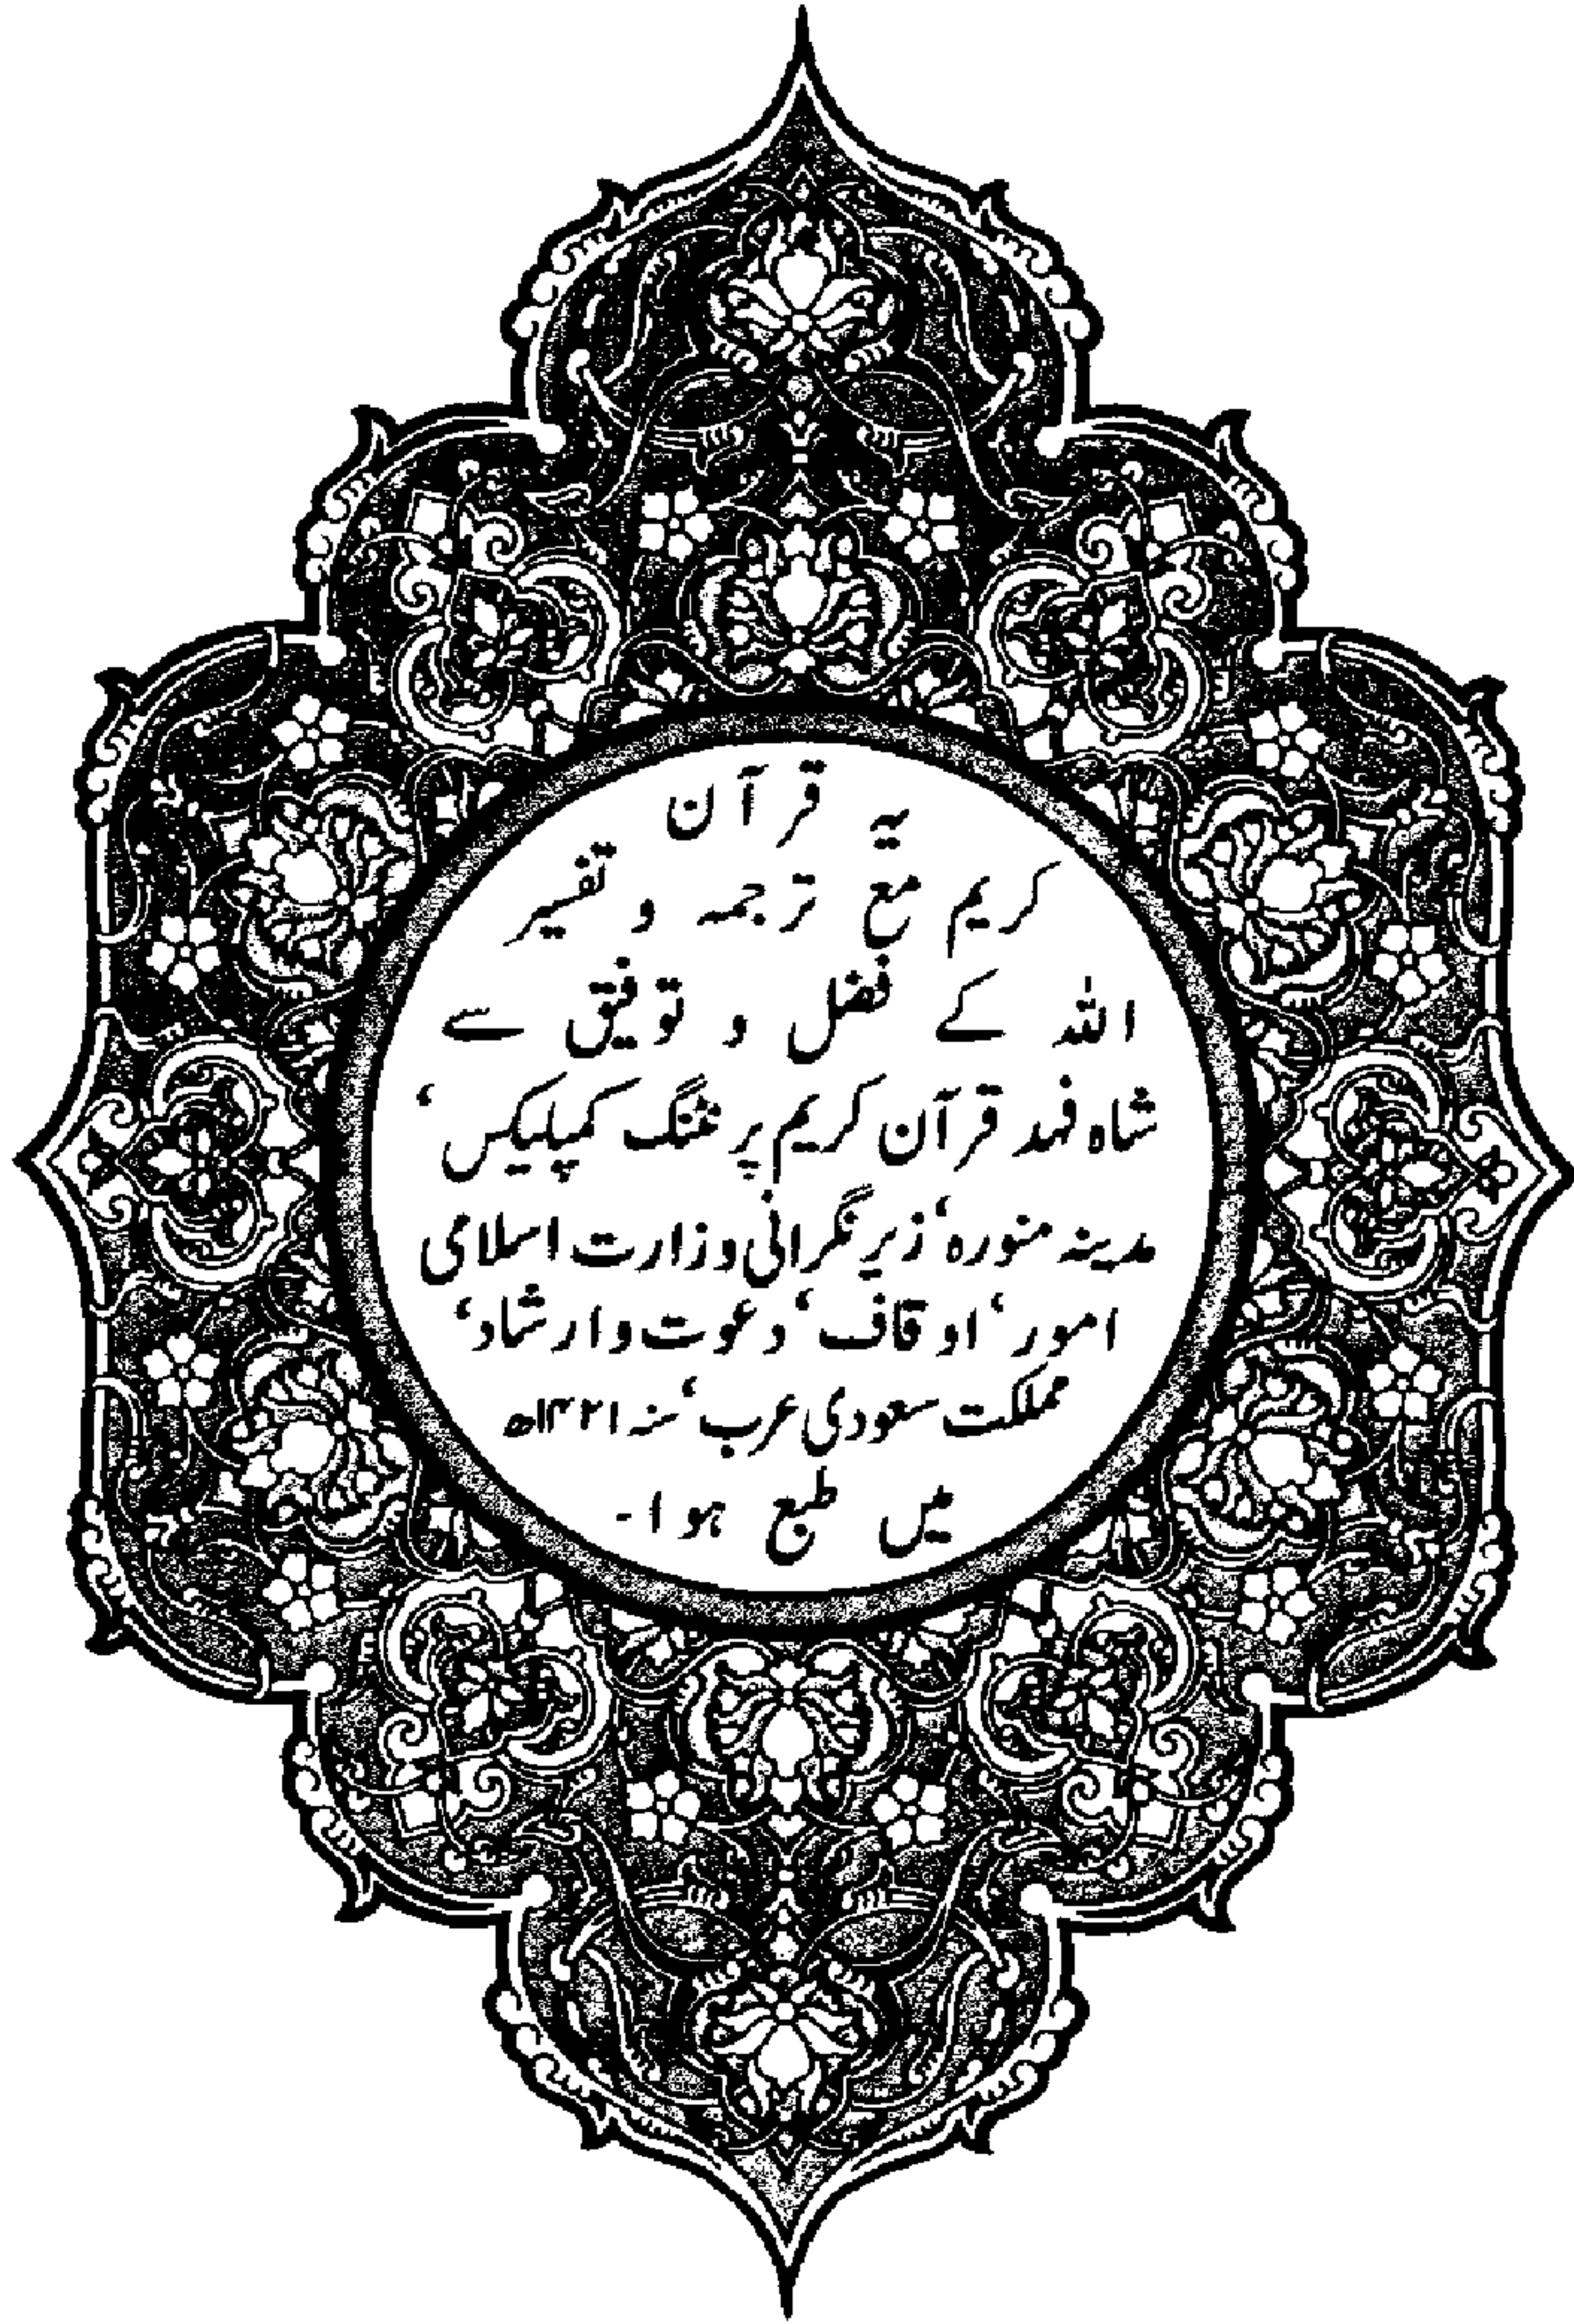 یہ قرآن
کریم مع ترجمہ و تفسیر
اللہ کے فضل و توفیق سے
شاہ فہد قرآن کریم پرنٹنگ کمپلیکس‘
مدینہ منورہ‘ زیر نگرانی وزارت اسلامی
امور‘ اوقاف‘ دعوت و ارشاد‘
مملکت سعودی عرب‘ سنہ ۱۴۲۱ھ
میں طبع ہوا۔